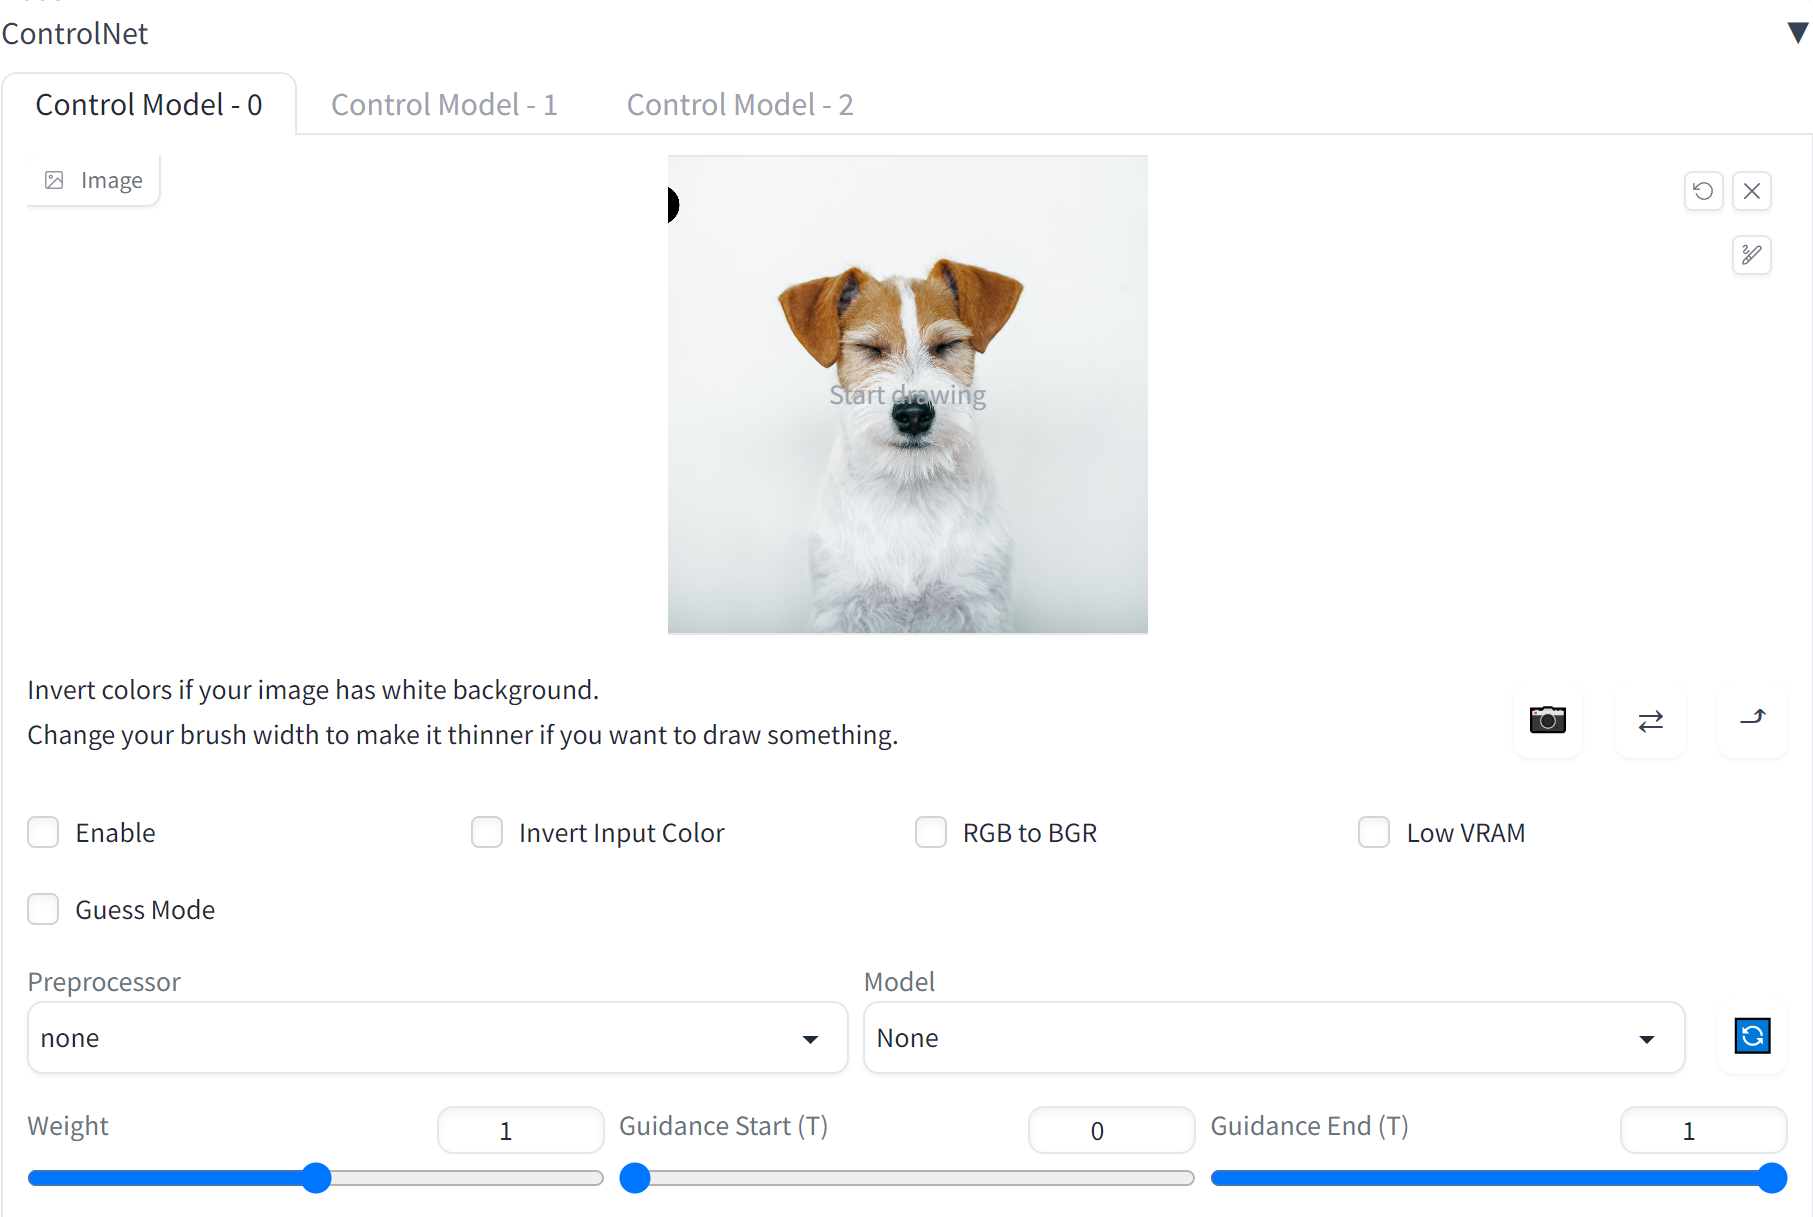 ControlNet
Control Model - 0 Control Model - 1 Control Model - 2
Image
Start drawing
Invert colors if your image has white background.
Change your brush width to make it thinner if you want to draw something.
Enable Invert Input Color RGB to BGR Low VRAM
Guess Mode
Preprocessor Model
none None
Weight 1 Guidance Start (T) 0 Guidance End (T) 1